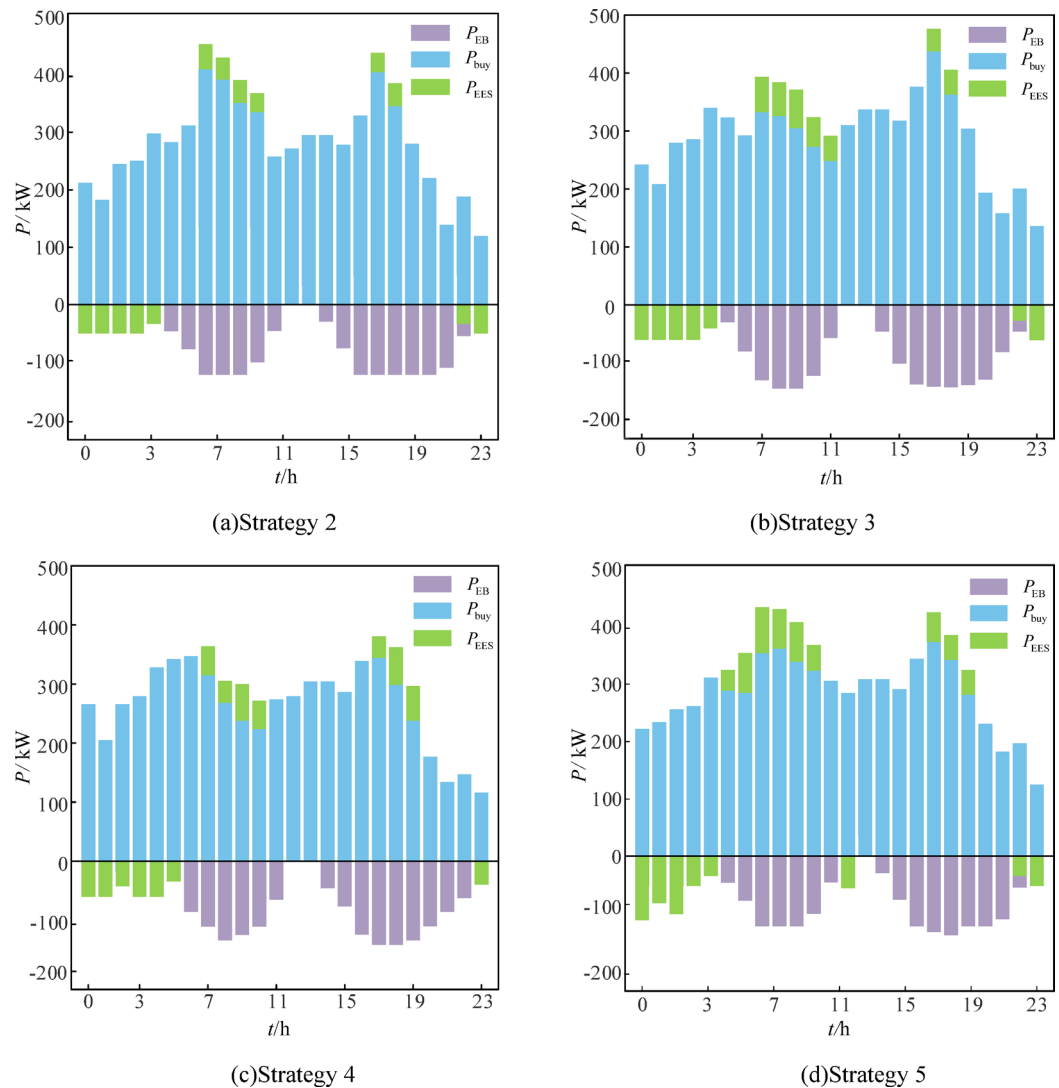 500
400
300
200
100
0
-100
-200
P/ kW
P_EB
P_buy
P_EES
0 3 7 11 15 19 23
t/h
(a)Strategy 2
500
400
300
200
100
0
-100
-200
P/ kW
P_EB
P_buy
P_EES
0 3 7 11 15 19 23
t/h
(b)Strategy 3
500
400
300
200
100
0
-100
-200
P/ kW
P_EB
P_buy
P_EES
0 3 7 11 15 19 23
t/h
(c)Strategy 4
500
400
300
200
100
0
-100
-200
P/ kW
P_EB
P_buy
P_EES
0 3 7 11 15 19 23
t/h
(d)Strategy 5